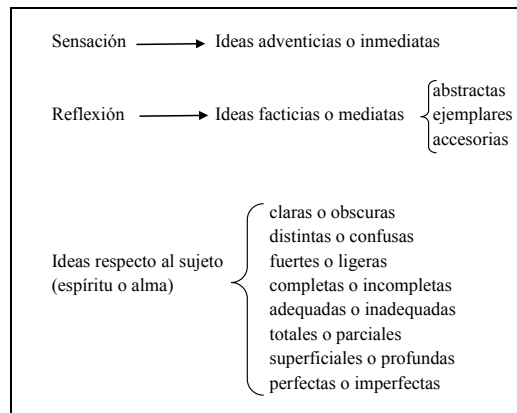 Sensación Ideas adventicias o inmediatas
abstractas
Reflexión Ideas facticias o mediatas ejemplares
accesorias
claras o obscuras
distintas o confusas
fuertes o ligeras
Ideas respecto al sujeto completas o incompletas
(espíritu o alma) adequadas o inadequadas
totales o parciales
superficiales o profundas
perfectas o imperfectas